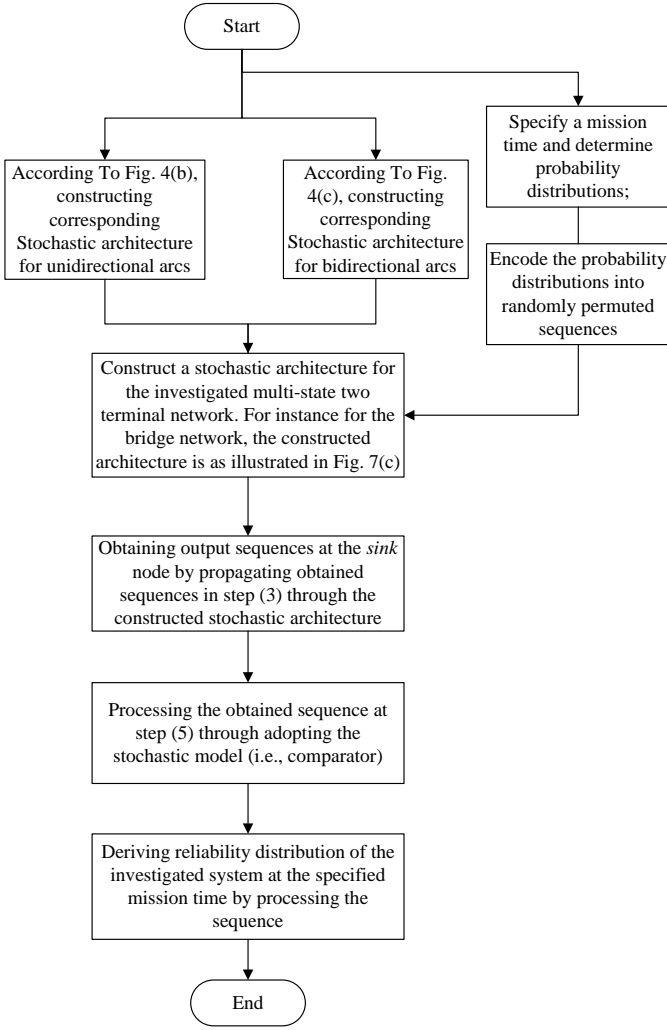 Start
According To Fig. 4(b),
constructing
corresponding
Stochastic architecture
for unidirectional arcs
According To Fig.
4(c), constructing
corresponding
Stochastic architecture
for bidirectional arcs
Specify a mission
time and determine
probability
distributions;
Encode the probability
distributions into
randomly permuted
sequences
Construct a stochastic architecture for
the investigated multi-state two
terminal network. For instance for the
bridge network, the constructed
architecture is as illustrated in Fig. 7(c)
Obtaining output sequences at the sink
node by propagating obtained
sequences in step (3) through the
constructed stochastic architecture
Processing the obtained sequence at
step (5) through adopting the
stochastic model (i.e., comparator)
Deriving reliability distribution of the
investigated system at the specified
mission time by processing the
sequence
End